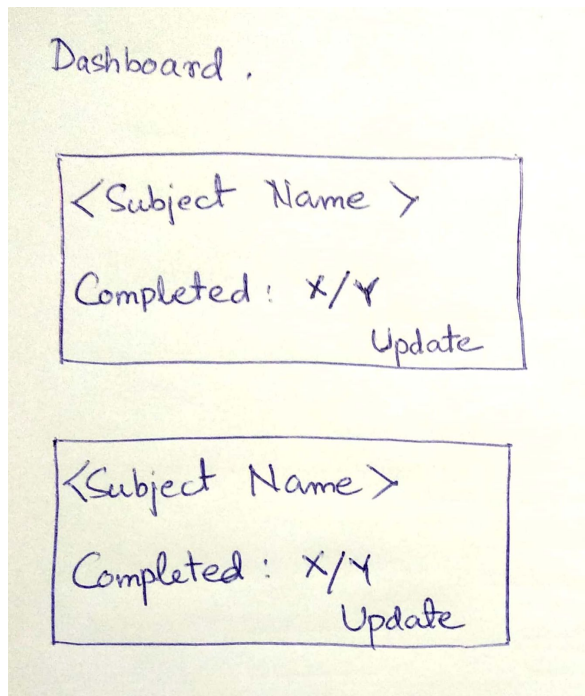 Dashboard.
<Subject Name>
Completed: X/Y
Update
<Subject Name>
Completed: X/Y
Update